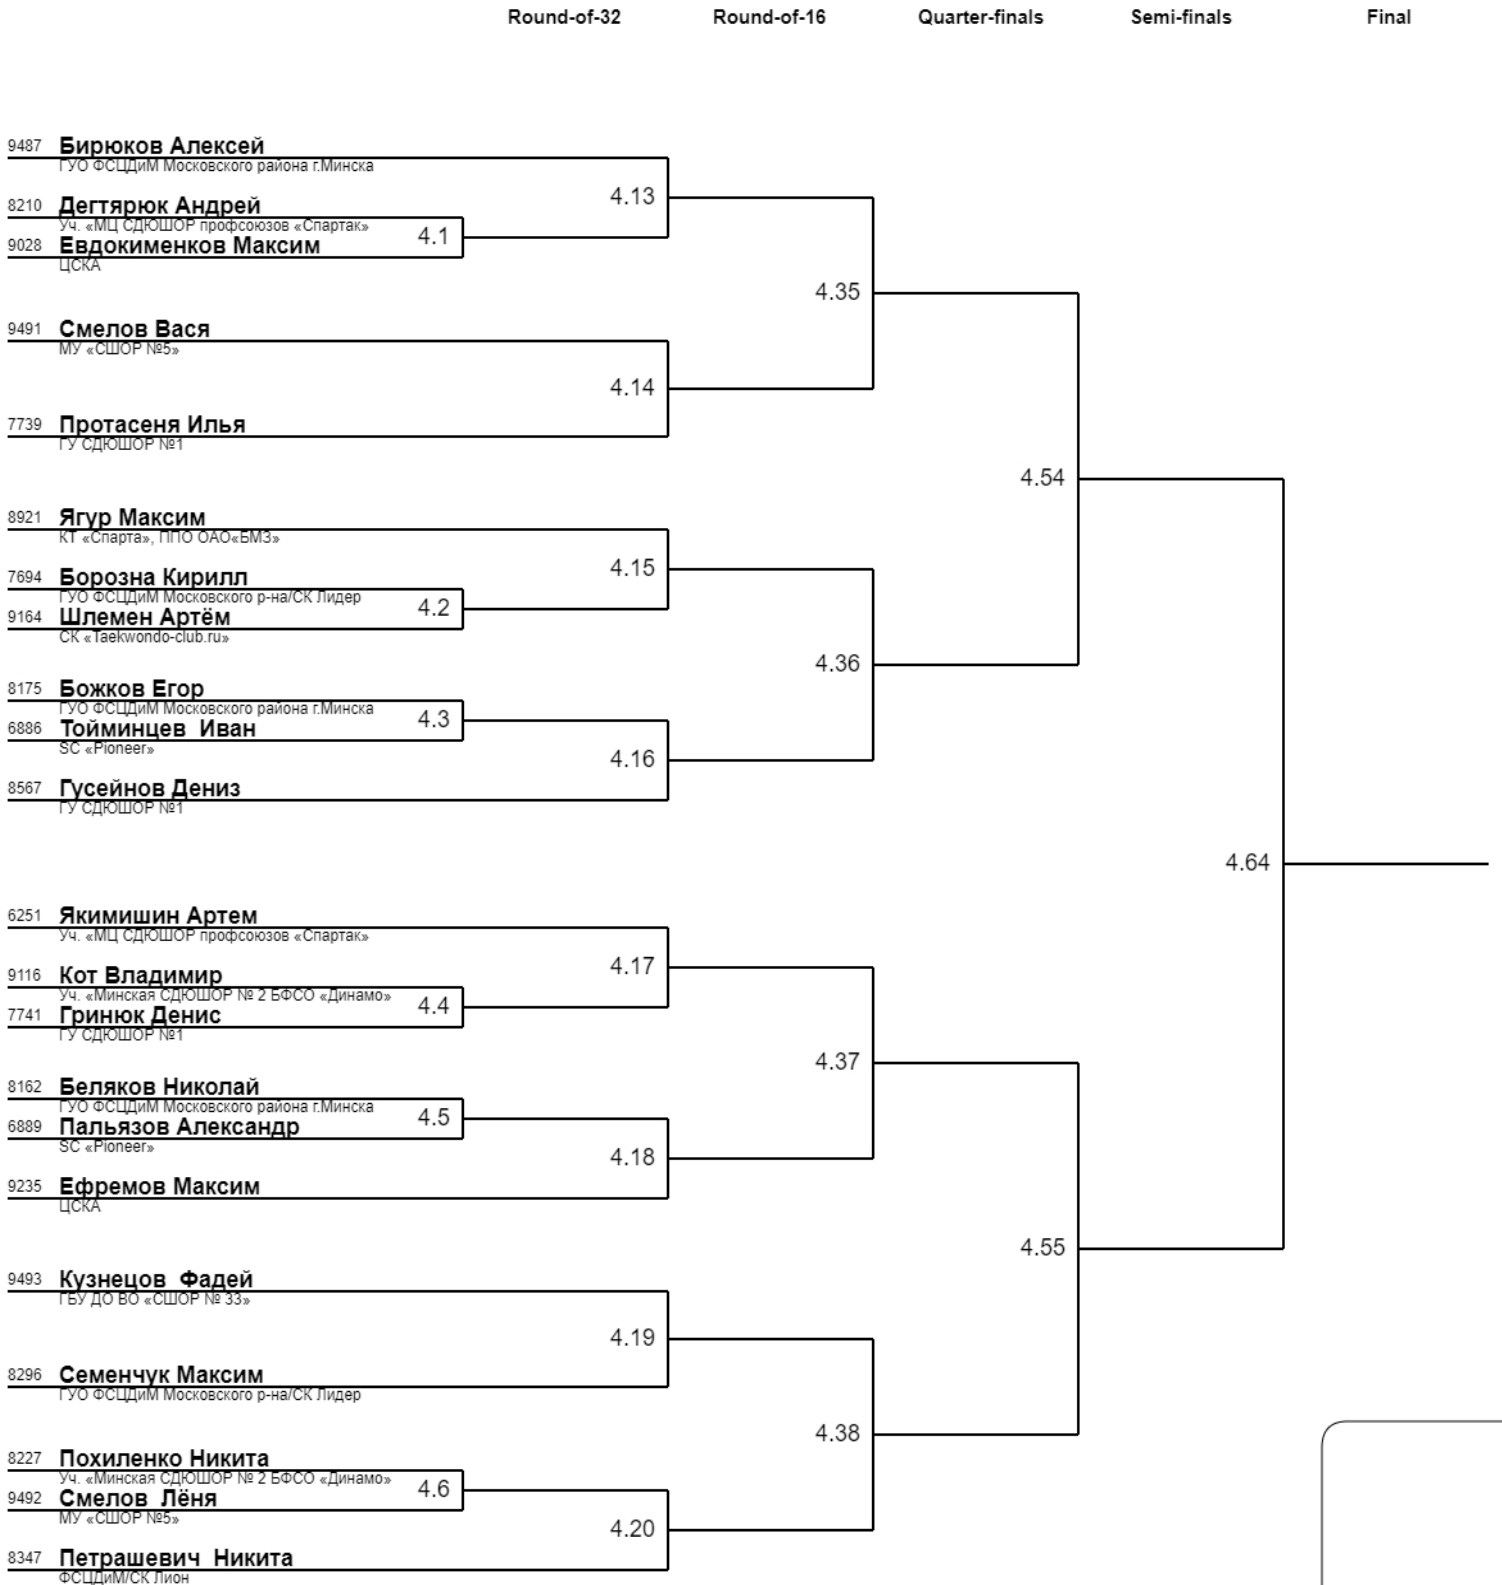 Round-of-32 Round-of-16 Quarter-finals Semi-finals Final
9487 Бирюков Алексей
ГУО ФСЦДиМ Московского района г.Минска
4.13
8210 Дегтярюк Андрей
Уч. «МЦ СДЮШОР профсоюзов «Спартак»
4.1
9028 Евдокименков Максим
ЦСКА
4.35
9491 Смелов Вася
МУ «СШОР №5»
4.14
7739 Протасеня Илья
ГУ СДЮШОР №1
4.54
8921 Ягур Максим
КТ «Спарта», ППО ОАО«БМЗ»
4.15
7694 Борозна Кирилл
ГУО ФСЦДиМ Московского р-на/СК Лидер
4.2
9164 Шлемен Артём
СК «Taekwondo-club.ru»
4.36
8175 Божков Егор
ГУО ФСЦДиМ Московского района г.Минска
4.3
6886 Тойминцев Иван
SC «Pioneer»
4.16
8567 Гусейнов Дениз
ГУ СДЮШОР №1
4.64
6251 Якимишин Артем
Уч. «МЦ СДЮШОР профсоюзов «Спартак»
4.17
9116 Кот Владимир
Уч. «Минская СДЮШОР № 2 БФСО «Динамо»
4.4
7741 Гринюк Денис
ГУ СДЮШОР №1
4.37
8162 Беляков Николай
ГУО ФСЦДиМ Московского района г.Минска
4.5
6889 Пальязов Александр
SC «Pioneer»
4.18
9235 Ефремов Максим
ЦСКА
4.55
9493 Кузнецов Фадей
ГБУ ДО ВО «СШОР № 33»
4.19
8296 Семенчук Максим
ГУО ФСЦДиМ Московского р-на/СК Лидер
4.38
8227 Похиленко Никита
Уч. «Минская СДЮШОР № 2 БФСО «Динамо»
4.6
9492 Смелов Лёня
МУ «СШОР №5»
4.20
8347 Петрашевич Никита
ФСЦДиМ/СК Лион